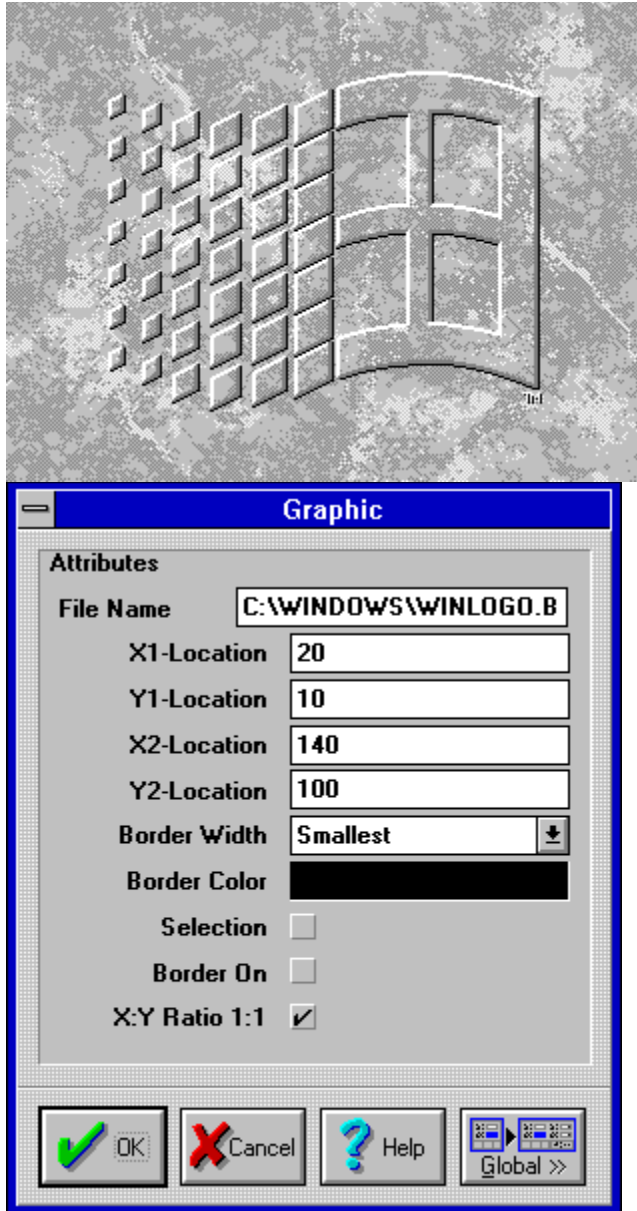 TM
Graphic
Attributes
File Name C:\WINDOWS\WINLOGO.B
X1-Location 20
Y1-Location 10
X2-Location 140
Y2-Location 100
Border Width Smallest
Border Color
Selection
Border On
X:Y Ratio 1:1
OK Cancel Help Global >>